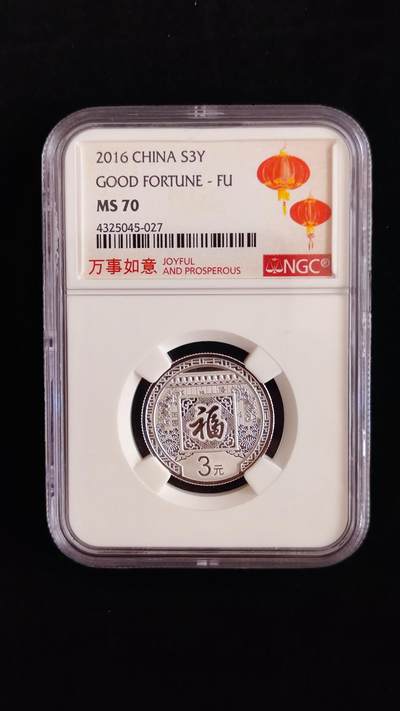 2016 CHINA S3Y
GOOD FORTUNE - FU
MS 70
4325045-027
万事如意 JOYFUL
AND PROSPEROUS
NGC®
福
3元